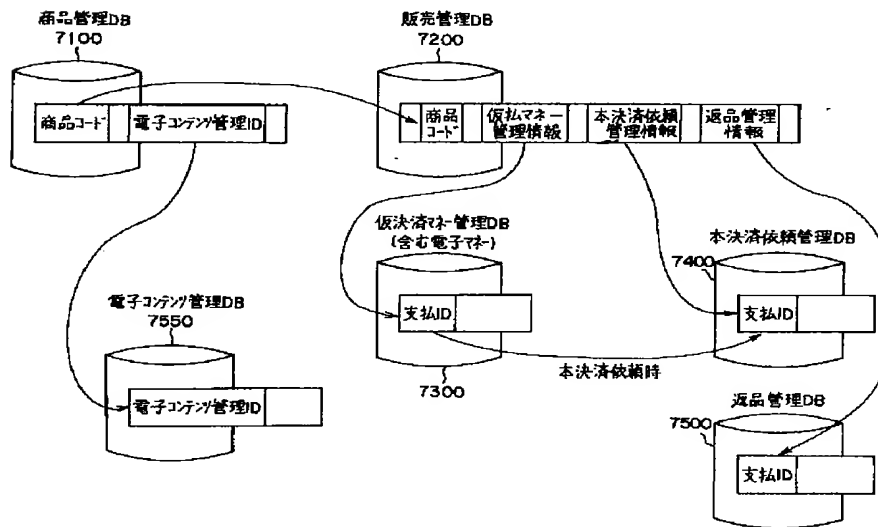 商品管理DB
7100
販売管理DB
7200
商品コード
電子コンテンツ管理ID
商品
コード
仮払マネー
管理情報
本決済依頼
管理情報
返品管理
情報
仮決済マネー管理DB
(含む電子マネー)
本決済依頼管理DB
7400
電子コンテンツ管理DB
7550
支払ID
支払ID
7300
本決済依頼時
電子コンテンツ管理ID
返品管理DB
7500
支払ID